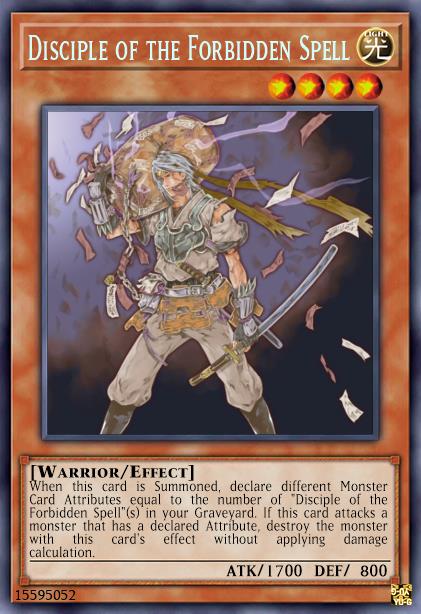 DISCIPLE OF THE FORBIDDEN SPELL
LIGHT
光
[WARRIOR/EFFECT]
When this card is Summoned, declare different Monster
Card Attributes equal to the number of "Disciple of the
Forbidden Spell"(s) in your Graveyard. If this card attacks a
monster that has a declared Attribute, destroy the monster
with this card's effect without applying damage
calculation.
ATK/1700 DEF/ 800
15595052